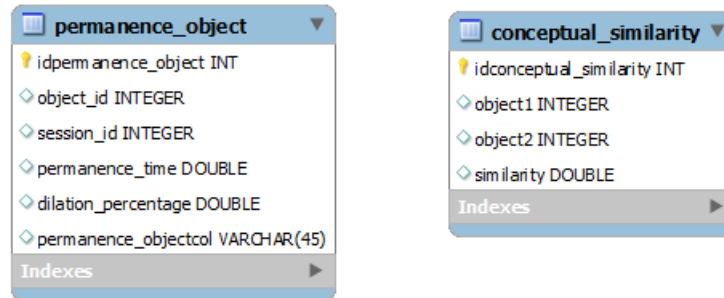 permanence_object
idpermanence_object INT
object_id INTEGER
session_id INTEGER
permanence_time DOUBLE
dilation_percentage DOUBLE
permanence_objectcol VARCHAR(45)
Indexes
conceptual_similarity
idconceptual_similarity INT
object1 INTEGER
object2 INTEGER
similarity DOUBLE
Indexes